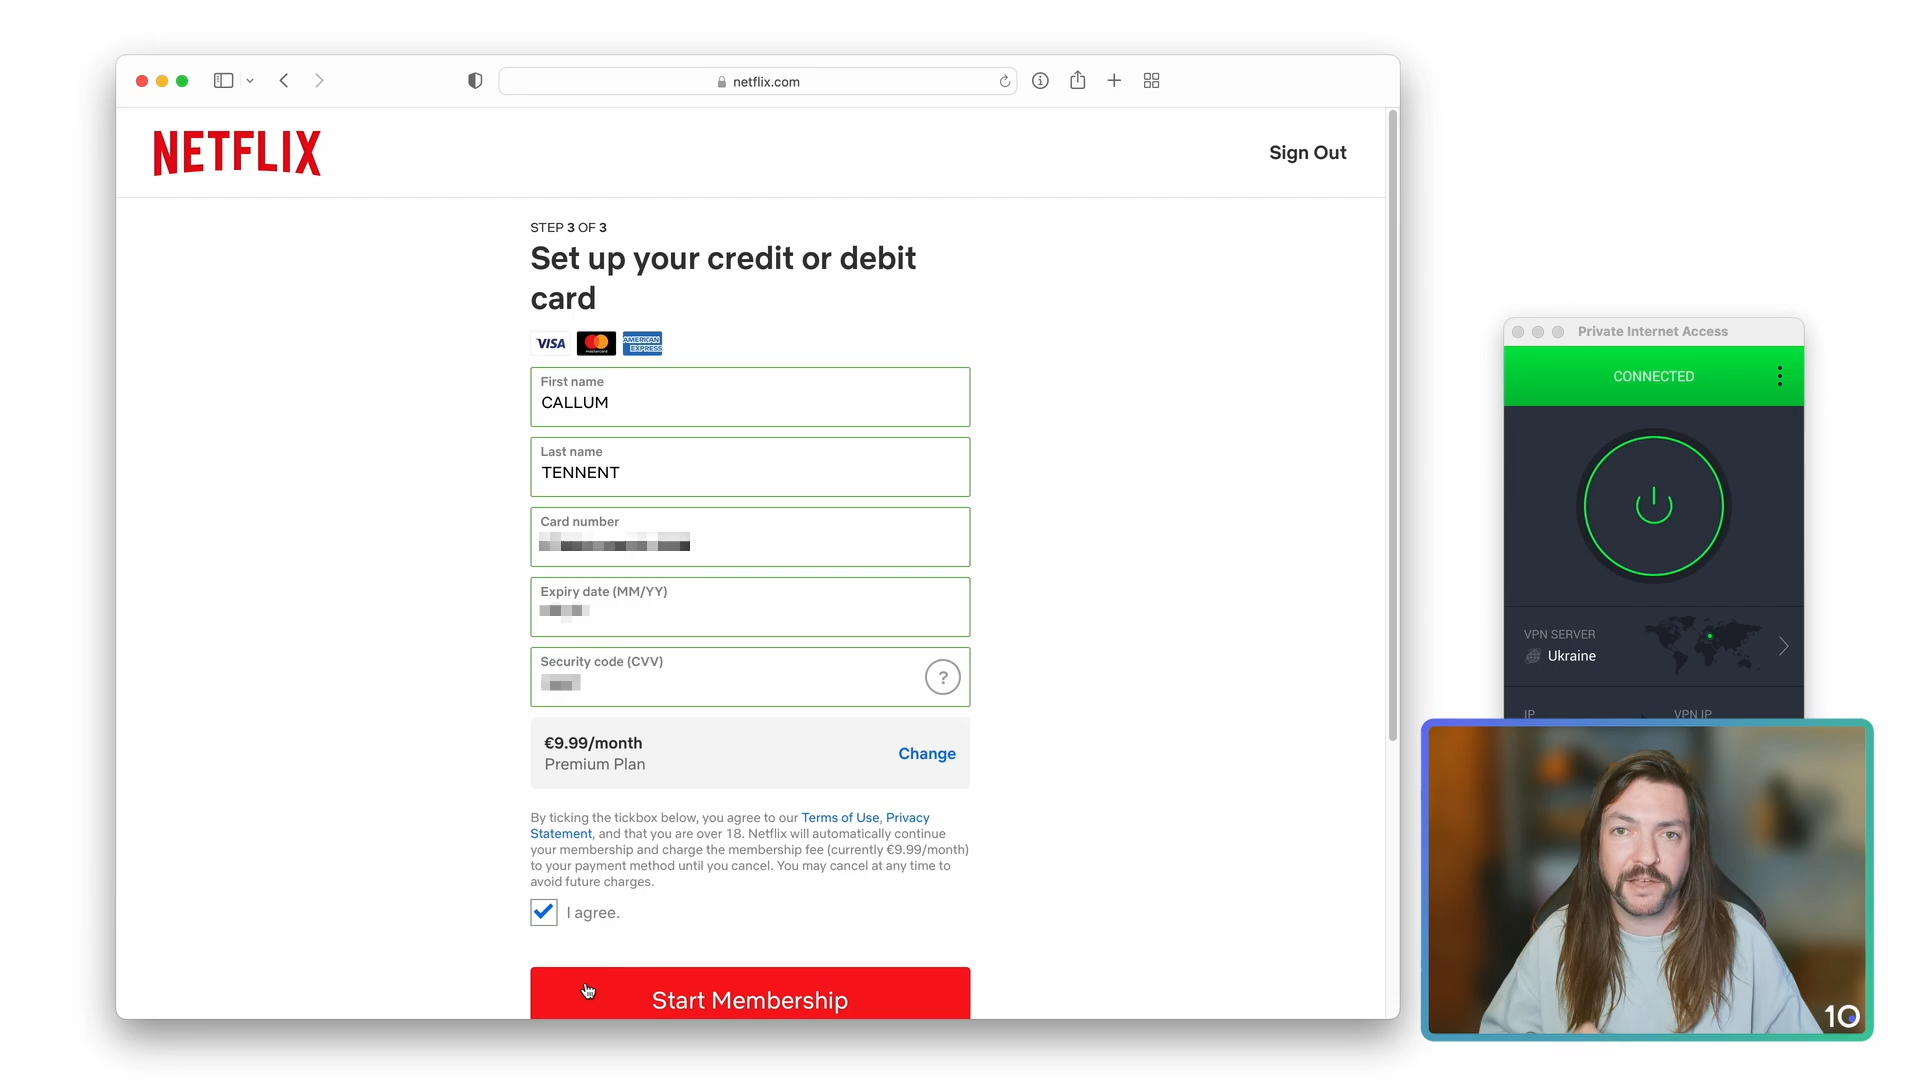 netflix.com
NETFLIX
Sign Out
STEP 3 OF 3
Set up your credit or debit
card
VISA
mastercard
AMERICAN
EXPRESS
First name
CALLUM
Last name
TENNENT
Card number
Expiry date (MM/YY)
Security code (CVV)
?
€9.99/month
Premium Plan
Change
By ticking the tickbox below, you agree to our Terms of Use, Privacy
Statement, and that you are over 18. Netflix will automatically continue
your membership and charge the membership fee (currently €9.99/month)
to your payment method until you cancel. You may cancel at any time to
avoid future charges.
I agree.
Start Membership
Private Internet Access
CONNECTED
VPN SERVER
Ukraine
IP
VPN IP
10